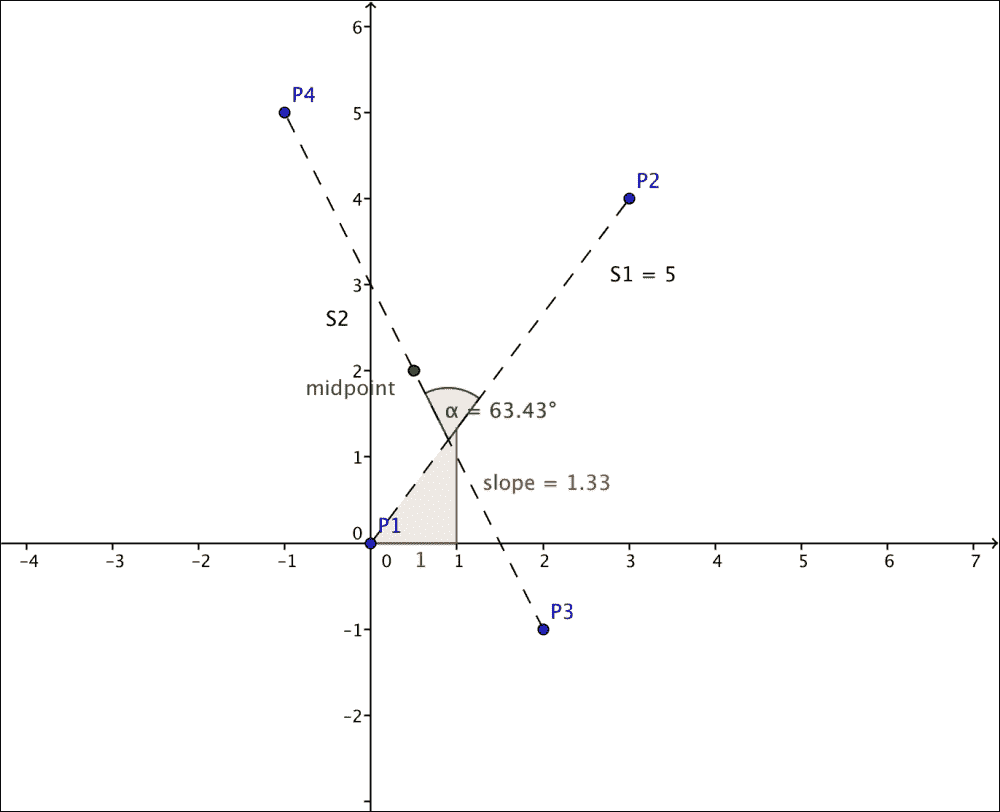 6
P4
5
P2
4
S1 = 5
3
S2
2
midpoint
α = 63.43°
1
slope = 1.33
P1
0
-4 -3 -2 -1 0 1 1 2 3 4 5 6 7
P3
-1
-2